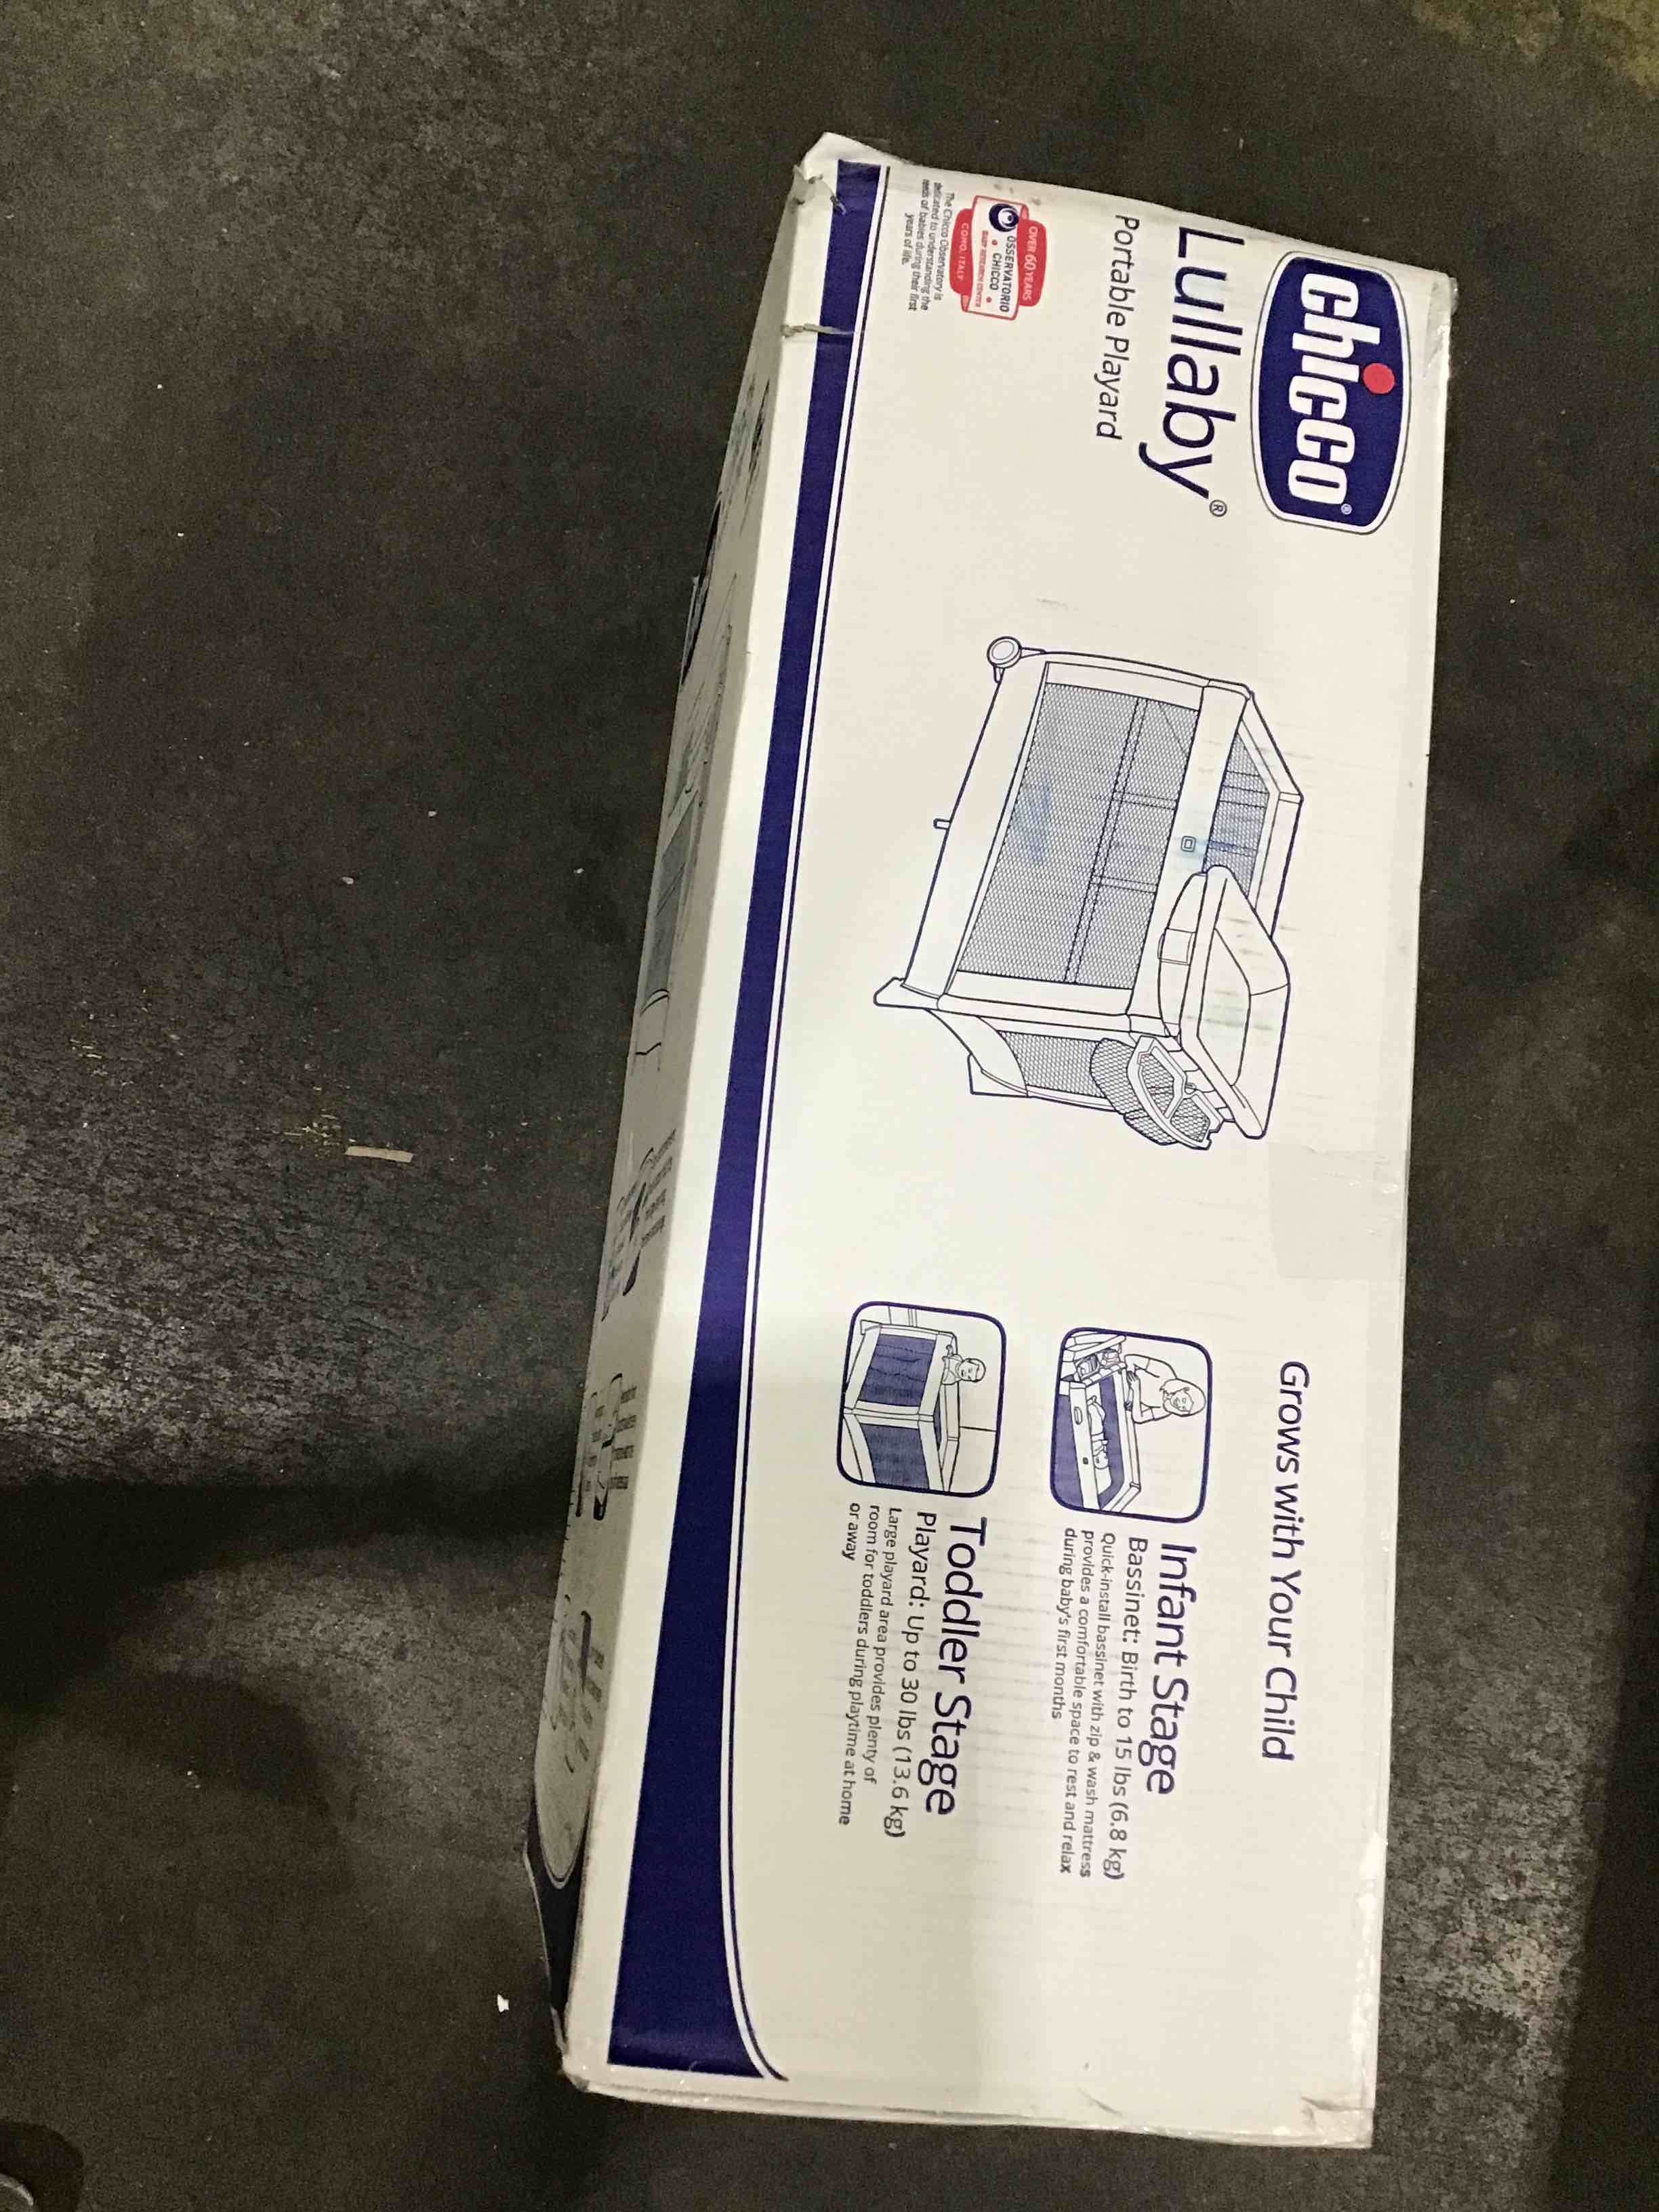 chicco®
Lullaby®
Portable Playard
OVER 60 YEARS
OSSERVATORIO
CHICCO
BABY RESEARCH CENTER
COMO, ITALY
The Chicco Observatory is
dedicated to understanding the
needs of babies during their first
years of life.
Grows with Your Child
Infant Stage
Bassinet: Birth to 15 lbs (6.8 kg)
Quick-install bassinet with zip & wash mattress
provides a comfortable space to rest and relax
during baby's first months
Toddler Stage
Playard: Up to 30 lbs (13.6 kg)
Large playard area provides plenty of
room for toddlers during playtime at home
or away